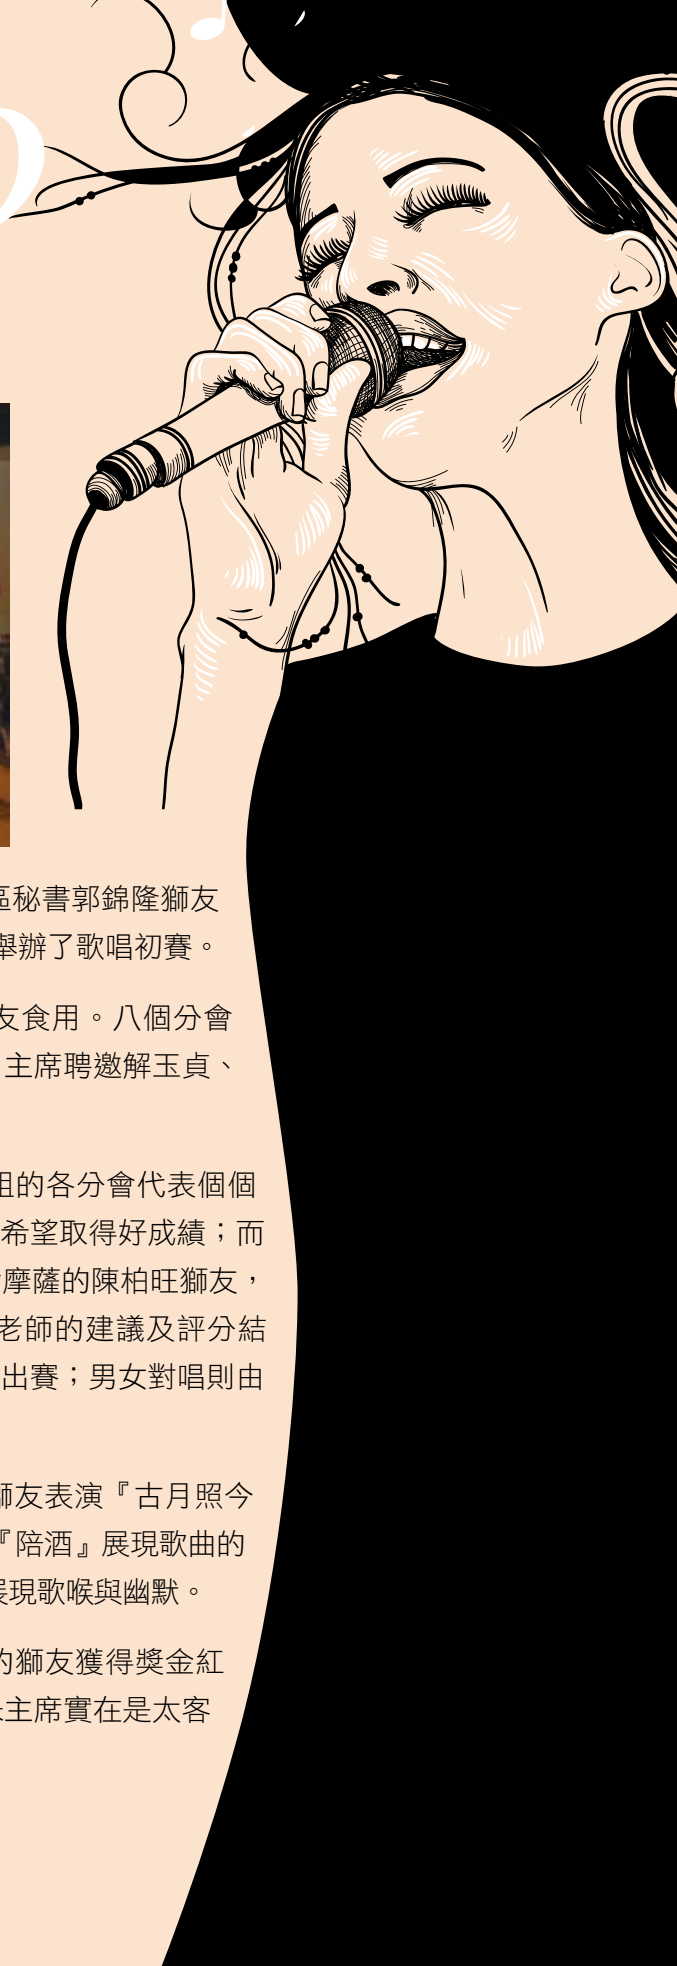 區秘書郭錦隆獅友
舉辦了歌唱初賽。
友食用。八個分會
主席聘邀解玉貞、
組的各分會代表個個
希望取得好成績；而
摩薩的陳柏旺獅友，
老師的建議及評分結
出賽；男女對唱則由
獅友表演『古月照今
『陪酒』展現歌曲的
展現歌喉與幽默。
的獅友獲得獎金紅
主席實在是太客